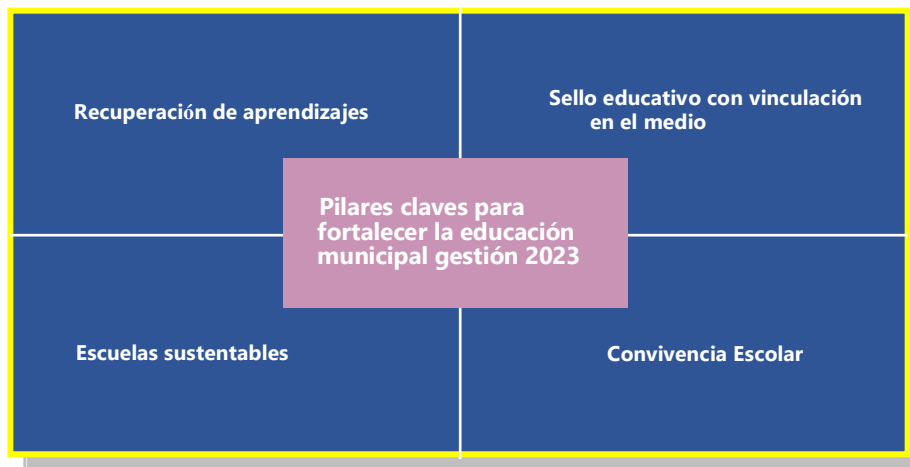 Recuperación de aprendizajes
Sello educativo con vinculación
en el medio
Pilares claves para
fortalecer la educación
municipal gestión 2023
Escuelas sustentables
Convivencia Escolar